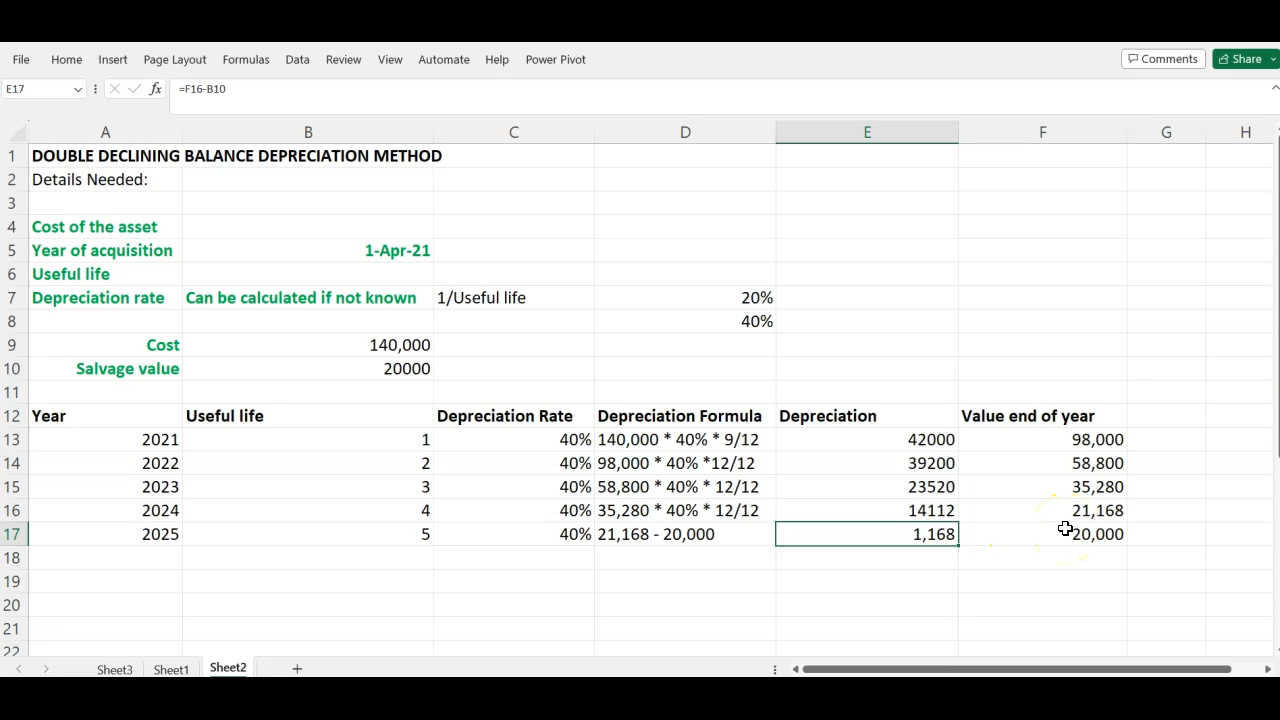 File Home Insert Page Layout Formulas Data Review View Automate Help Power Pivot Comments Share
E17 fx =F16-B10
A B C D E F G H
1 DOUBLE DECLINING BALANCE DEPRECIATION METHOD
2 Details Needed:
3
4 Cost of the asset
5 Year of acquisition 1-Apr-21
6 Useful life
7 Depreciation rate Can be calculated if not known 1/Useful life 20%
8 40%
9 Cost 140,000
10 Salvage value 20000
11
12 Year Useful life Depreciation Rate Depreciation Formula Depreciation Value end of year
13 2021 1 40% 140,000 * 40% * 9/12 42000 98,000
14 2022 2 40% 98,000 * 40% *12/12 39200 58,800
15 2023 3 40% 58,800 * 40% * 12/12 23520 35,280
16 2024 4 40% 35,280 * 40% * 12/12 14112 21,168
17 2025 5 40% 21,168 - 20,000 1,168 20,000
18
19
20
21
22
Sheet3 Sheet1 Sheet2